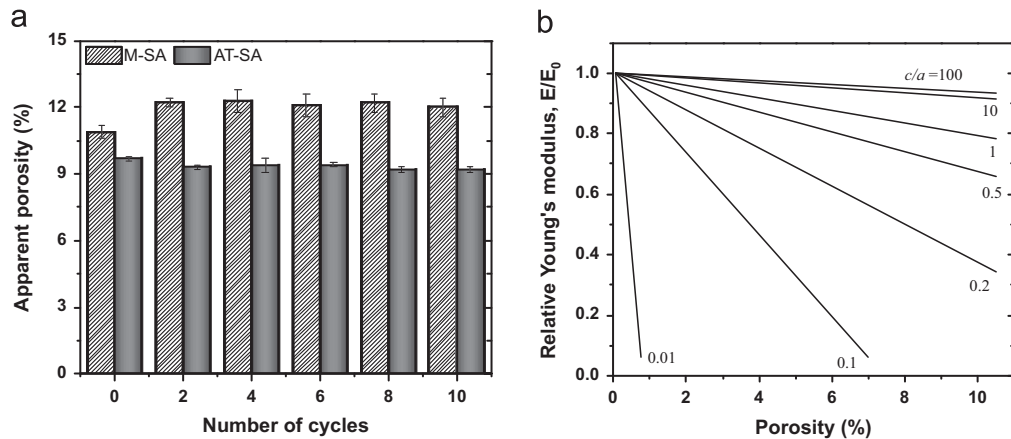 a
15
12
9
6
3
0
Apparent porosity (%)
M-SA AT-SA
0 2 4 6 8 10
Number of cycles
b
1.0
0.8
0.6
0.4
0.2
0.0
Relative Young's modulus, E/E0
c/a =100
10
1
0.5
0.2
0.1
0.01
0 2 4 6 8 10
Porosity (%)